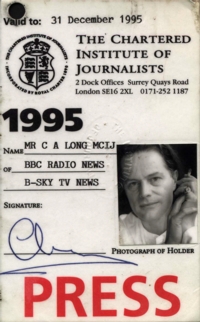 Valid to: 31 December 1995
THE CHARTERED
INSTITUTE OF
JOURNALISTS
2 Dock Offices Surrey Quays Road
London SE16 2XL 0171-252 1187
1995
NAME MR C A LONG MCIJ
OF BBC RADIO NEWS
OF B-SKY TV NEWS
SIGNATURE:
PHOTOGRAPH OF HOLDER
PRESS